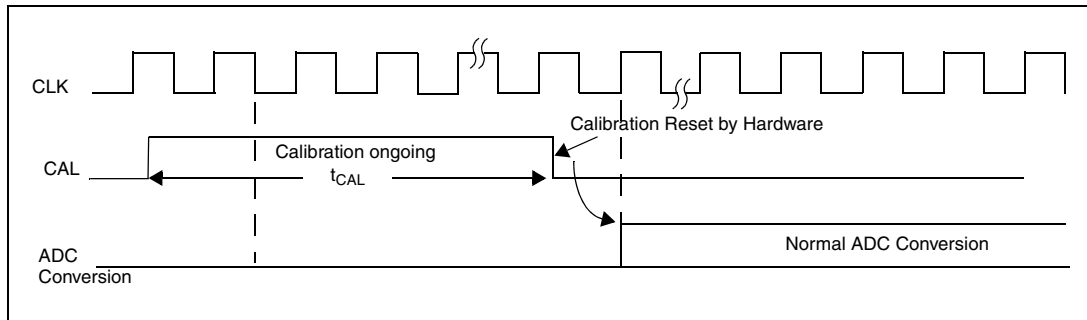 CLK
Calibration Reset by Hardware
CAL
Calibration ongoing
tCAL
ADC
Conversion
Normal ADC Conversion